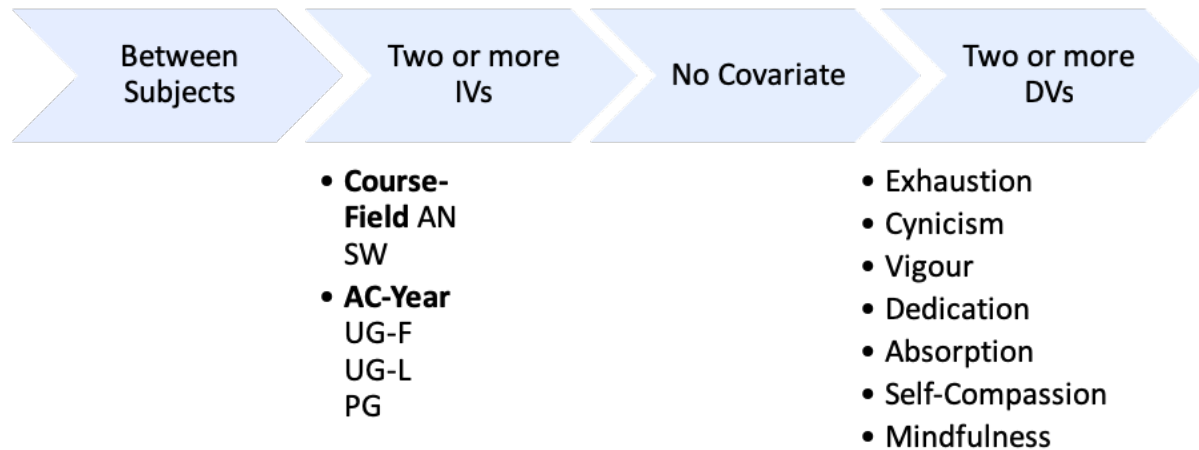 Between
Subjects
Two or more
IVs
No Covariate
Two or more
DVs
• Course-
Field AN
SW
• AC-Year
UG-F
UG-L
PG
• Exhaustion
• Cynicism
• Vigour
• Dedication
• Absorption
• Self-Compassion
• Mindfulness